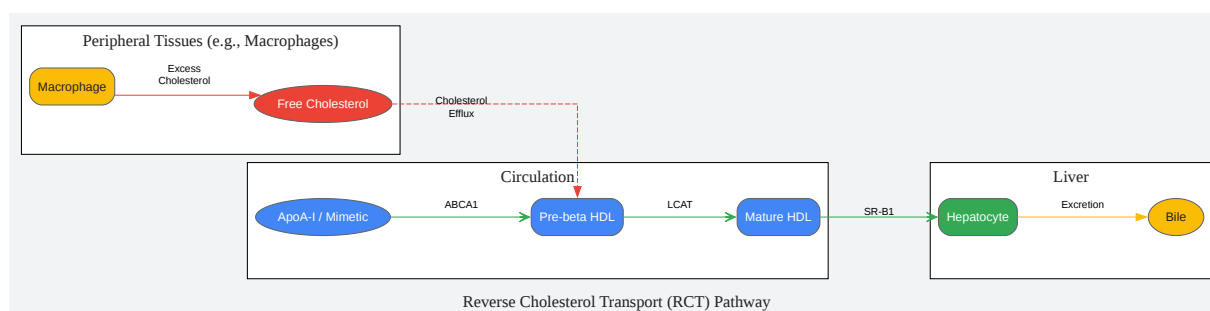 Peripheral Tissues (e.g., Macrophages)
Macrophage
Excess
Cholesterol
Free Cholesterol
Cholesterol
Efflux
Circulation
ApoA-I / Mimetic
ABCA1
Pre-beta HDL
LCAT
Mature HDL
SR-B1
Liver
Hepatocyte
Excretion
Bile
Reverse Cholesterol Transport (RCT) Pathway